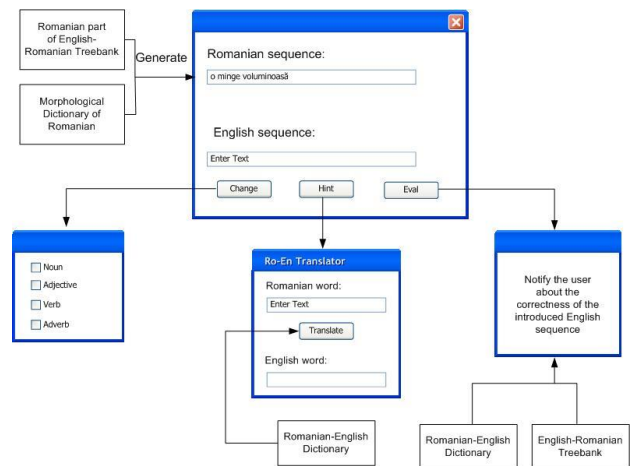 Romanian part
of English-
Romanian Treebank
Generate
Morphological
Dictionary of
Romanian
Romanian sequence:
o minge voluminoasă
English sequence:
Enter Text
Change
Hint
Eval
Noun
Adjective
Verb
Adverb
Ro-En Translator
Romanian word:
Enter Text
Translate
English word:
Romanian-English
Dictionary
Notify the user
about the
correctness of the
introduced English
sequence
Romanian-English
Dictionary
English-Romanian
Treebank